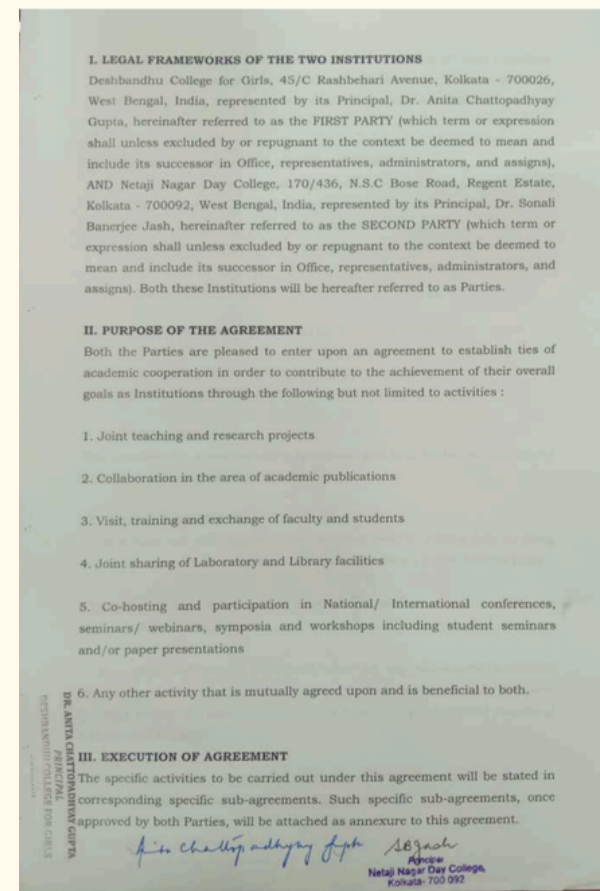 I. LEGAL FRAMEWORKS OF THE TWO INSTITUTIONS
Deshbandhu College for Girls, 45/C Rashbehari Avenue, Kolkata - 700026,
West Bengal, India, represented by its Principal, Dr. Anita Chattopadhyay
Gupta, hereinafter referred to as the FIRST PARTY (which term or expression
shall unless excluded by or repugnant to the context be deemed to mean and
include its successor in Office, representatives, administrators, and assigns),
AND Netaji Nagar Day College, 170/436, N.S.C Bose Road, Regent Estate,
Kolkata - 700092, West Bengal, India, represented by its Principal, Dr. Sonali
Banerjee Jash, hereinafter referred to as the SECOND PARTY (which term or
expression shall unless excluded by or repugnant to the context be deemed to
mean and include its successor in Office, representatives, administrators, and
assigns). Both these Institutions will be hereafter referred to as Parties.
II. PURPOSE OF THE AGREEMENT
Both the Parties are pleased to enter upon an agreement to establish ties of
academic cooperation in order to contribute to the achievement of their overall
goals as Institutions through the following but not limited to activities :
1. Joint teaching and research projects
2. Collaboration in the area of academic publications
3. Visit, training and exchange of faculty and students
4. Joint sharing of Laboratory and Library facilities
5. Co-hosting and participation in National/ International conferences,
seminars/ webinars, symposia and workshops including student seminars
and/or paper presentations
6. Any other activity that is mutually agreed upon and is beneficial to both.
III. EXECUTION OF AGREEMENT
The specific activities to be carried out under this agreement will be stated in
corresponding specific sub-agreements. Such specific sub-agreements, once
approved by both Parties, will be attached as annexure to this agreement.
Anita Chattopadhyay Gupta
SBJash
Principal
Netaji Nagar Day College,
Kolkata- 700 092
DR. ANITA CHATTOPADHYAY GUPTA
PRINCIPAL
DESHBANDHU COLLEGE FOR GIRLS